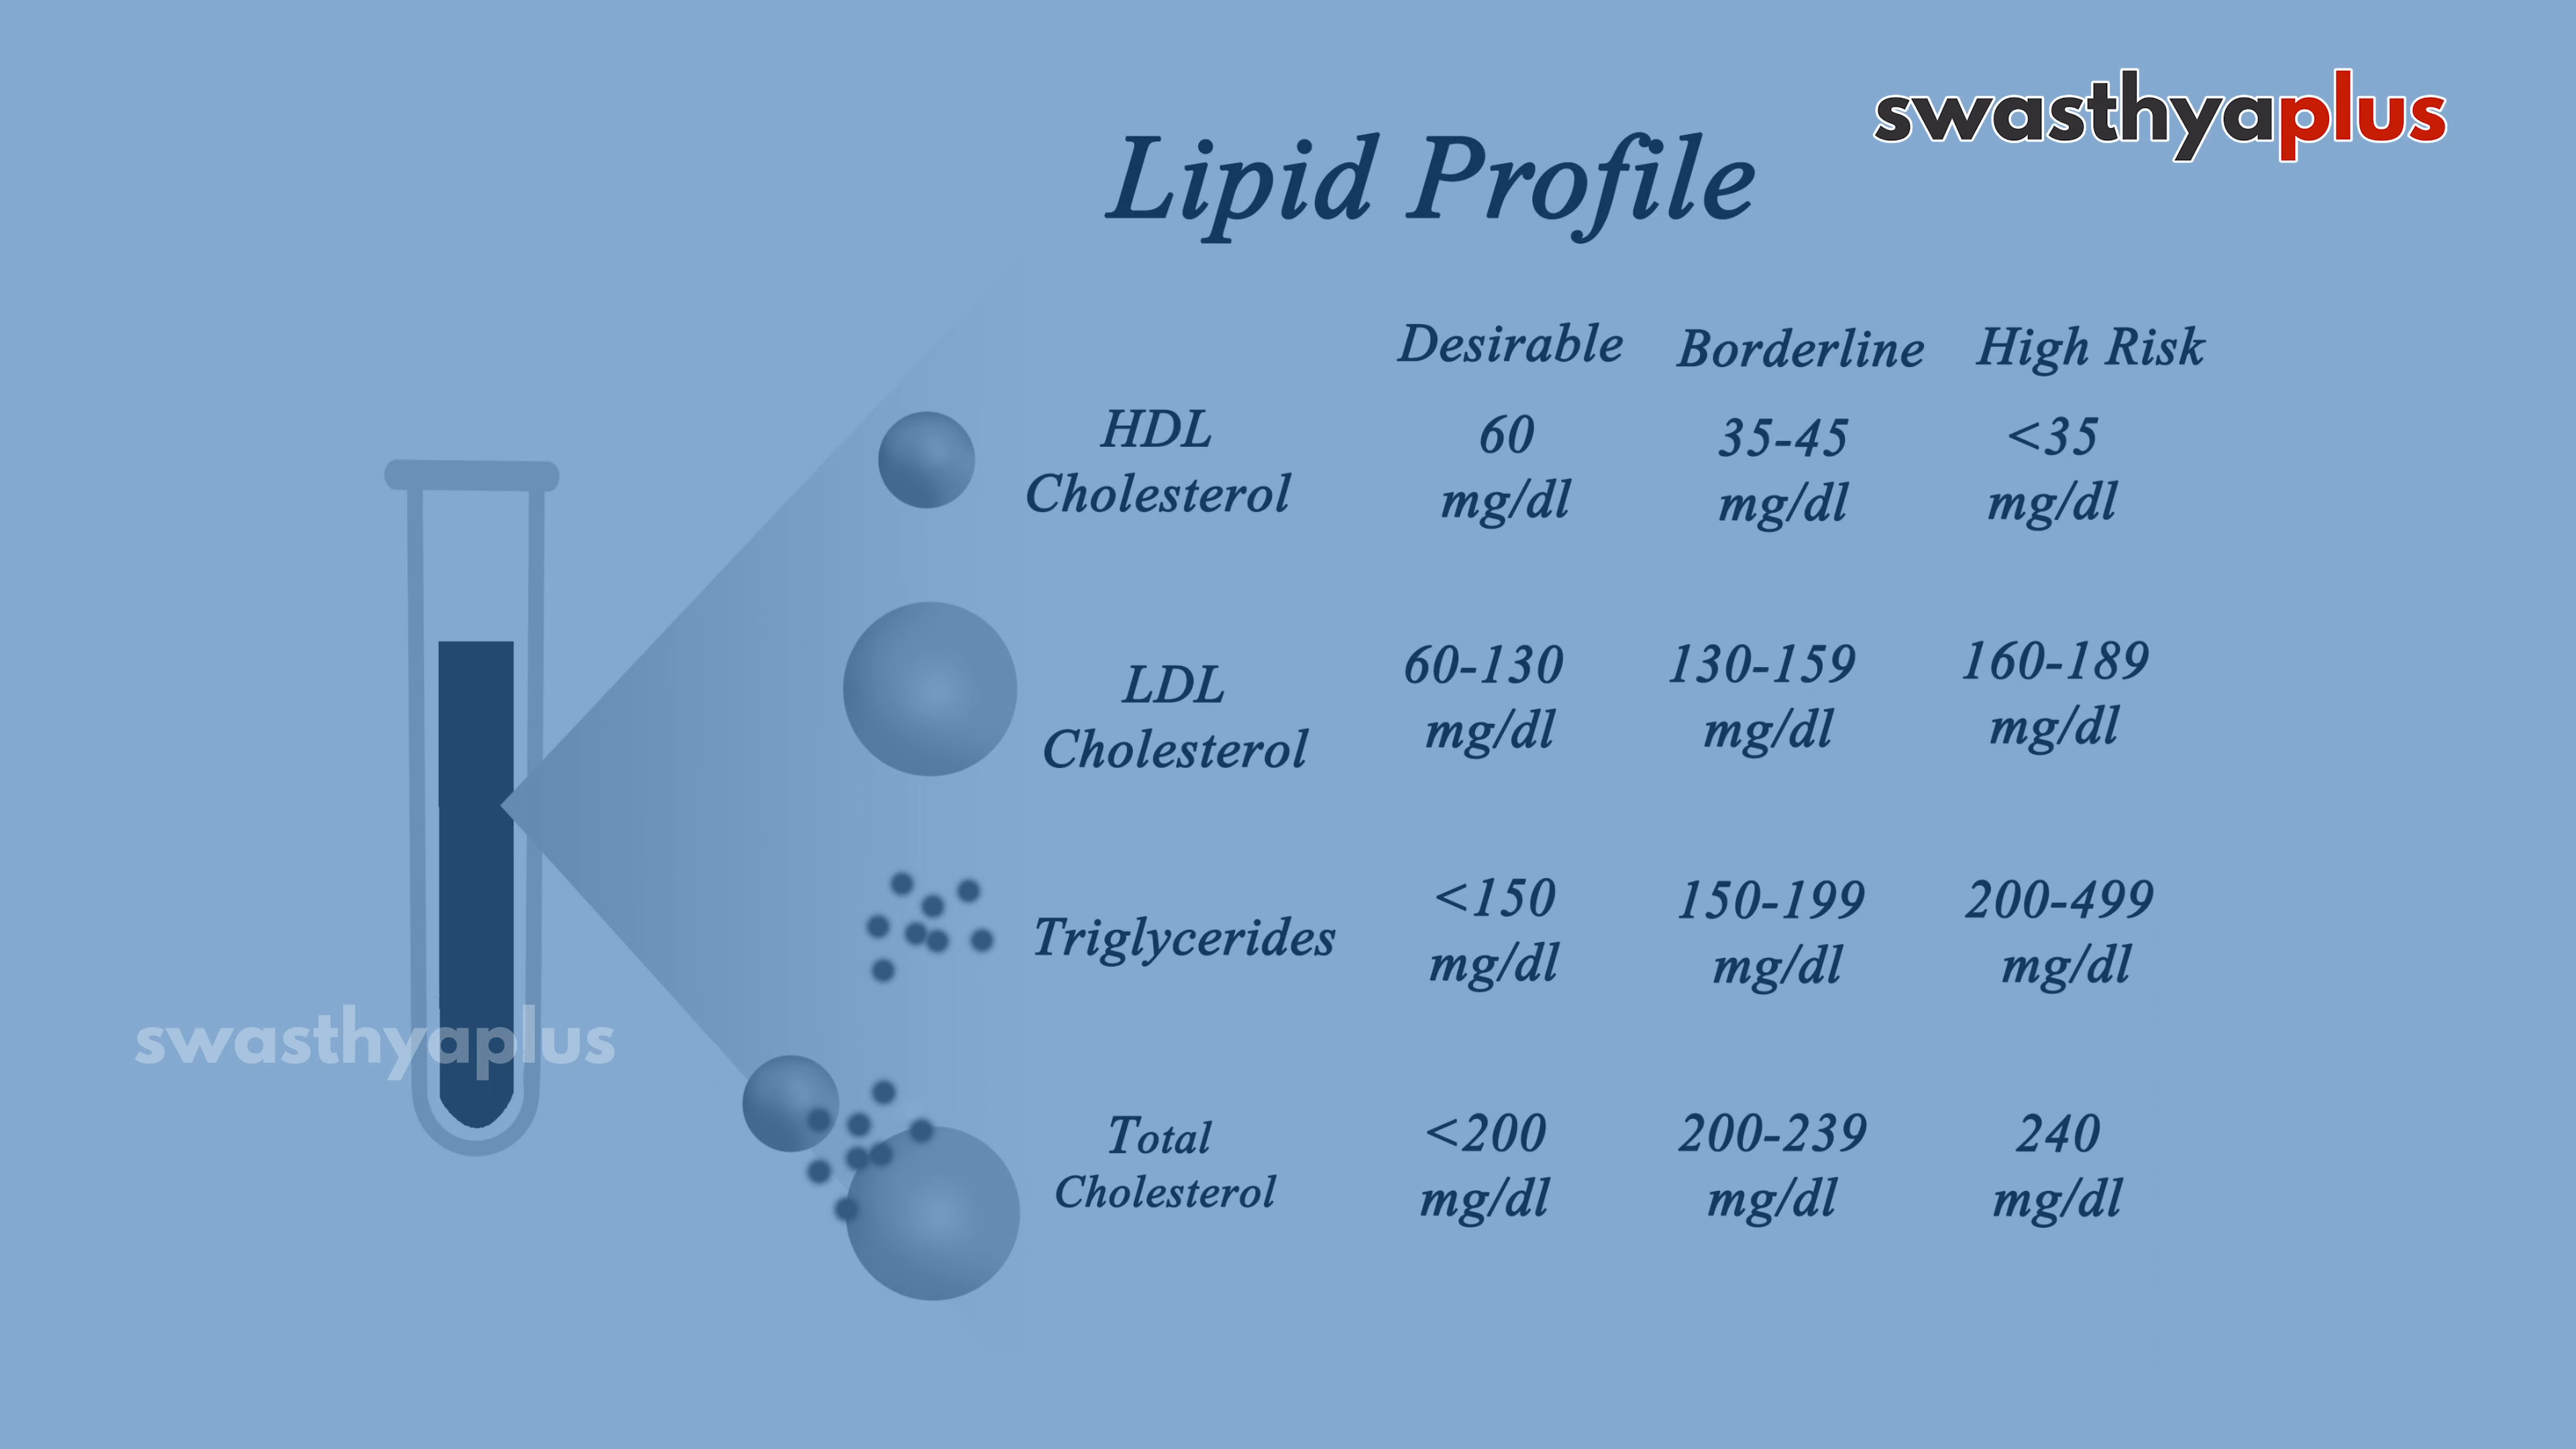 swasthyaplus
Lipid Profile
Desirable Borderline High Risk
HDL
Cholesterol
60
mg/dl
35-45
mg/dl
<35
mg/dl
LDL
Cholesterol
60-130
mg/dl
130-159
mg/dl
160-189
mg/dl
Triglycerides
<150
mg/dl
150-199
mg/dl
200-499
mg/dl
Total
Cholesterol
<200
mg/dl
200-239
mg/dl
240
mg/dl
swasthyaplus